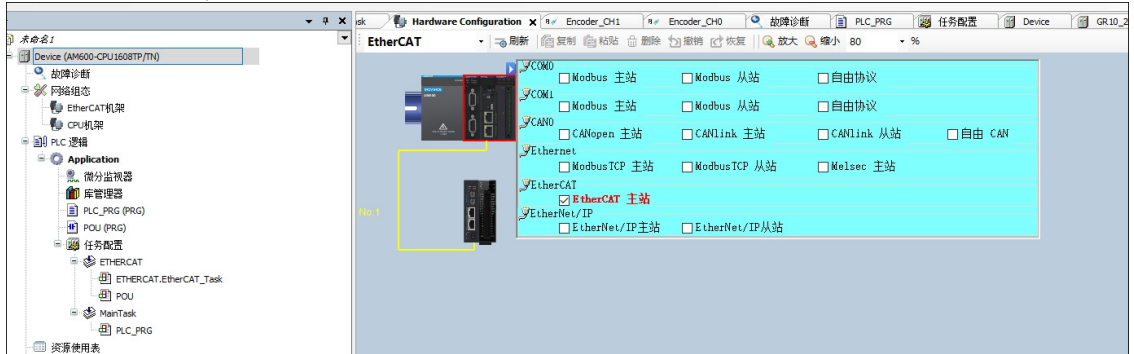 sk Hardware Configuration x Encoder_CH1 Encoder_CH0 故障诊断 PLC_PRG 任务配置 Device GR10_2
未命名1
EtherCAT 刷新 复制 粘贴 删除 撤销 恢复 放大 缩小 80 %
Device (AM600-CPU1608TP/TN)
故障诊断
网络组态
EtherCAT机架
CPU机架
PLC 逻辑
Application
微分监视器
库管理器
PLC_PRG (PRG)
POU (PRG)
任务配置
ETHERCAT
ETHERCAT.EtherCAT_Task
POU
MainTask
PLC_PRG
资源使用表
COM0
Modbus 主站 Modbus 从站 自由协议
COM1
Modbus 主站 Modbus 从站 自由协议
CAN0
CANopen 主站 CANlink 主站 CANlink 从站 自由 CAN
Ethernet
ModbusTCP 主站 ModbusTCP 从站 Melsec 主站
EtherCAT
EtherCAT 主站
EtherNet/IP
EtherNet/IP主站 EtherNet/IP从站
No:1